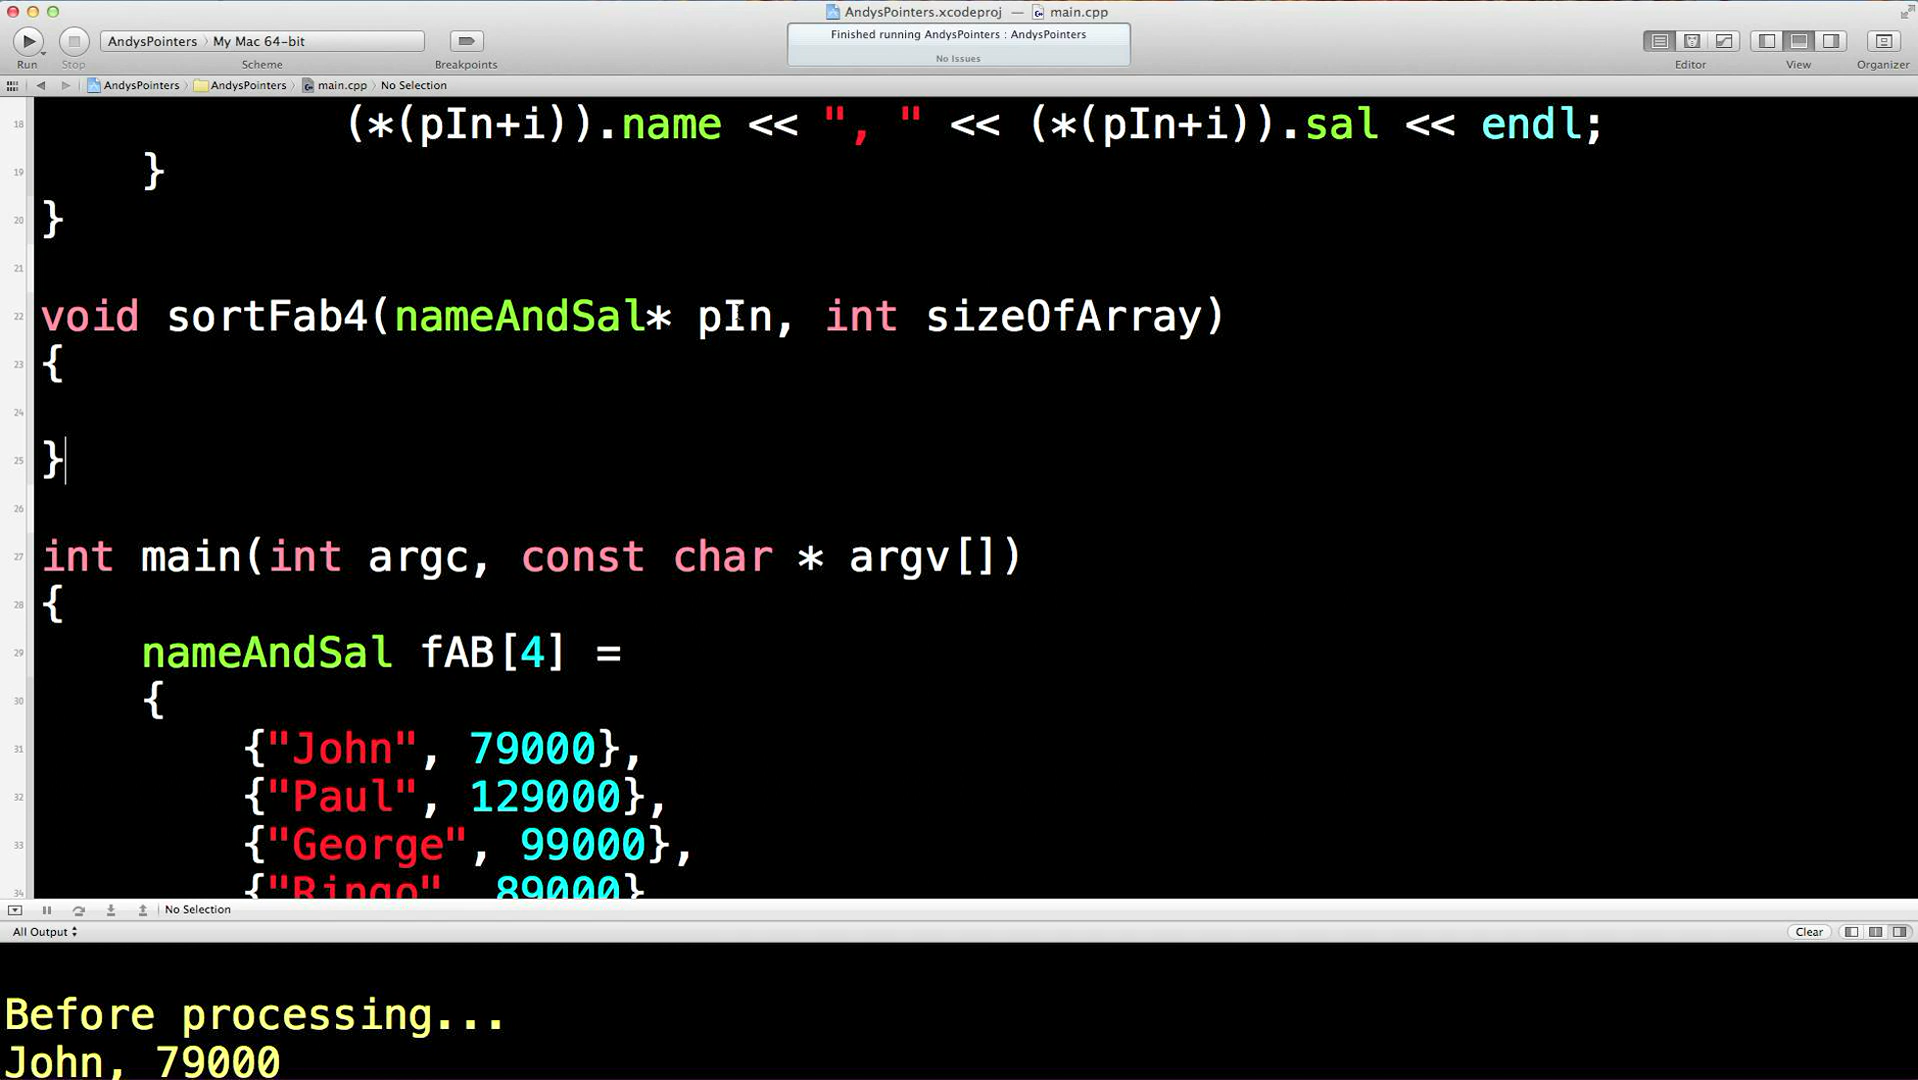 AndysPointers.xcodeproj — main.cpp
Finished running AndysPointers : AndysPointers
No Issues
AndysPointers 〉 My Mac 64-bit
Run Stop Scheme Breakpoints Editor View Organizer
AndysPointers 〉 AndysPointers 〉 main.cpp 〉 No Selection
18 (*(pIn+i)).name << ", " << (*(pIn+i)).sal << endl;
19 }
20 }
21
22 void sortFab4(nameAndSal* pIn, int sizeOfArray)
23 {
24
25 }
26
27 int main(int argc, const char * argv[])
28 {
29 nameAndSal fAB[4] =
30 {
31 {"John", 79000},
32 {"Paul", 129000},
33 {"George", 99000},
34 {"Ringo", 89000}
No Selection
All Output Clear
Before processing...
John, 79000